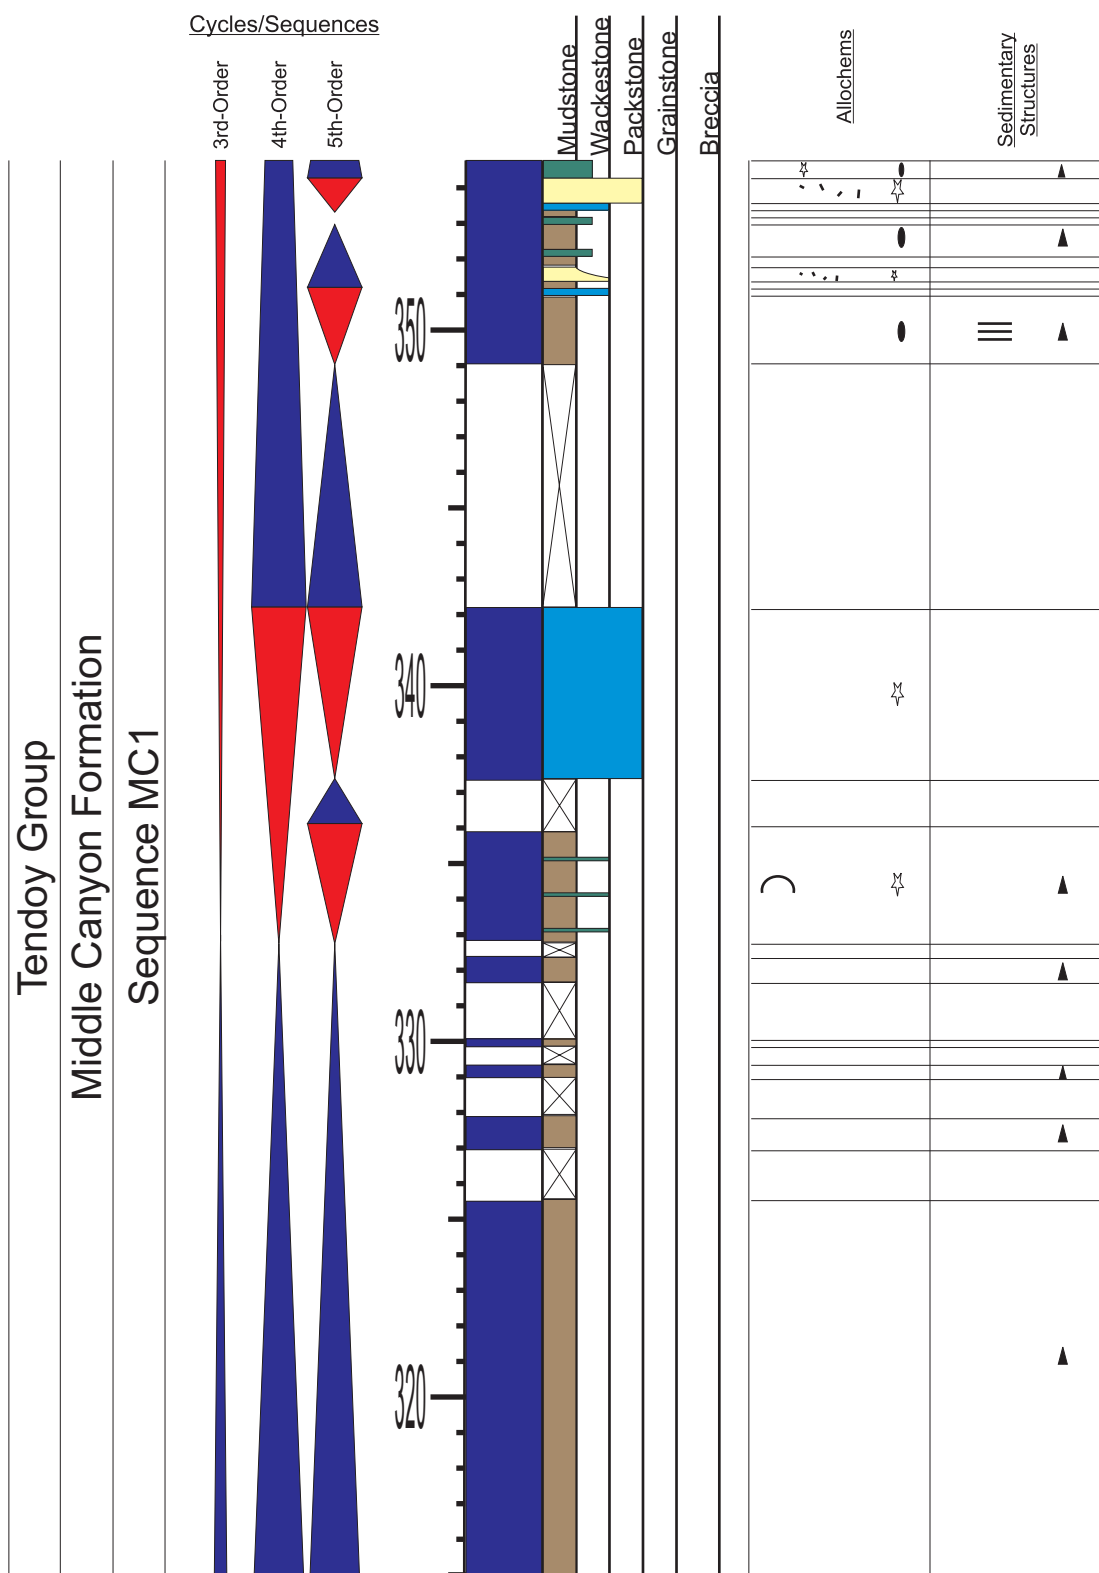 Cycles/Sequences
3rd-Order
4th-Order
5th-Order
Mudstone
Wackestone
Packstone
Grainstone
Breccia
Allochems
Sedimentary
Structures
Tendoy Group
Middle Canyon Formation
Sequence MC1
350
340
330
320